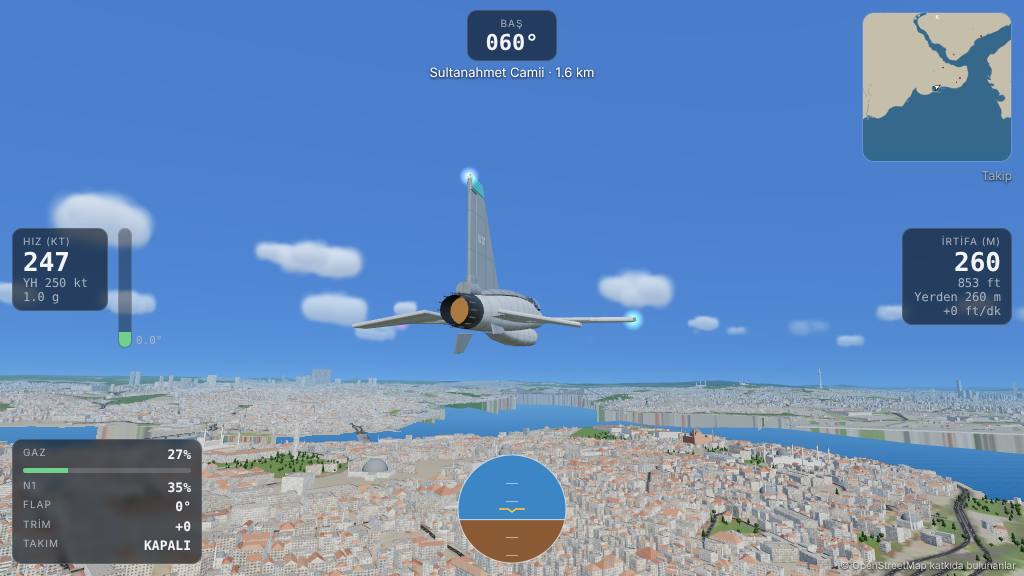 BAŞ
060°
Sultanahmet Camii · 1.6 km
Takip
HIZ (KT)
247
YH 250 kt
1.0 g
0.0°
İRTİFA (M)
260
853 ft
Yerden 260 m
+0 ft/dk
GAZ 27%
N1 35%
FLAP 0°
TRİM +0
TAKIM KAPALI
© OpenStreetMap katkıda bulunanlar